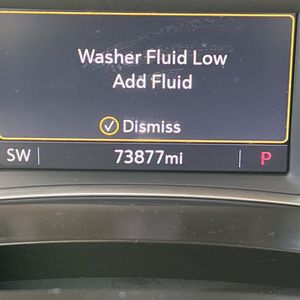 Washer Fluid Low
Add Fluid
Dismiss
SW 73877mi P